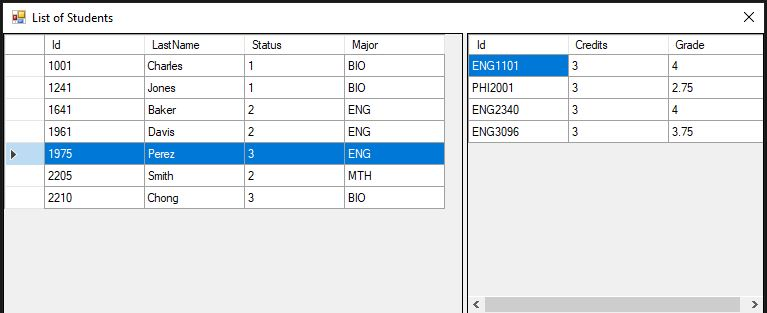 List of Students
Id LastName Status Major
1001 Charles 1 BIO
1241 Jones 1 BIO
1641 Baker 2 ENG
1961 Davis 2 ENG
1975 Perez 3 ENG
2205 Smith 2 MTH
2210 Chong 3 BIO
Id Credits Grade
ENG1101 3 4
PHI2001 3 2.75
ENG2340 3 4
ENG3096 3 3.75